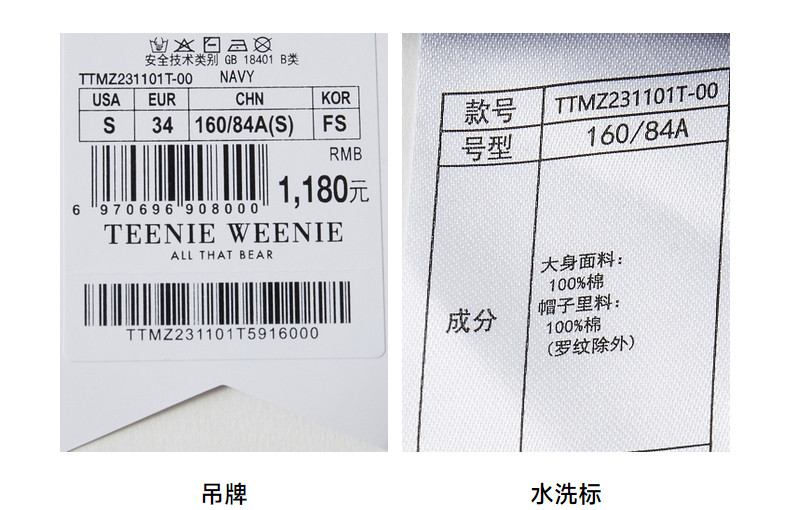 安全技术类别 GB 18401 B类
TTMZ231101T-00 NAVY
USA EUR CHN KOR
S 34 160/84A(S) FS
RMB
1,180元
6 970696 908000
TEENIE WEENIE
ALL THAT BEAR
TTMZ231101T5916000
吊牌
款号 TTMZ231101T-00
号型 160/84A
成分
大身面料：
100%棉
帽子里料：
100%棉
(罗纹除外)
水洗标